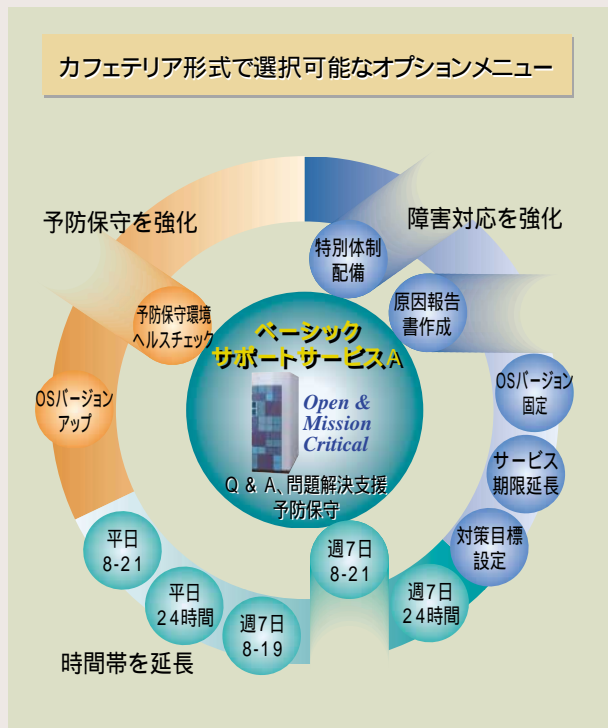 カフェテリア形式で選択可能なオプションメニュー
予防保守を強化
障害対応を強化
特別体制
配備
原因報告
書作成
予防保守環境
ヘルスチェック
OSバージョン
アップ
ベーシック
サポートサービスA
Open &
Mission
Critical
Q & A、問題解決支援
予防保守
OSバージョン
固定
サービス
期限延長
対策目標
設定
平日
8-21
平日
24時間
週7日
8-19
週7日
8-21
週7日
24時間
時間帯を延長